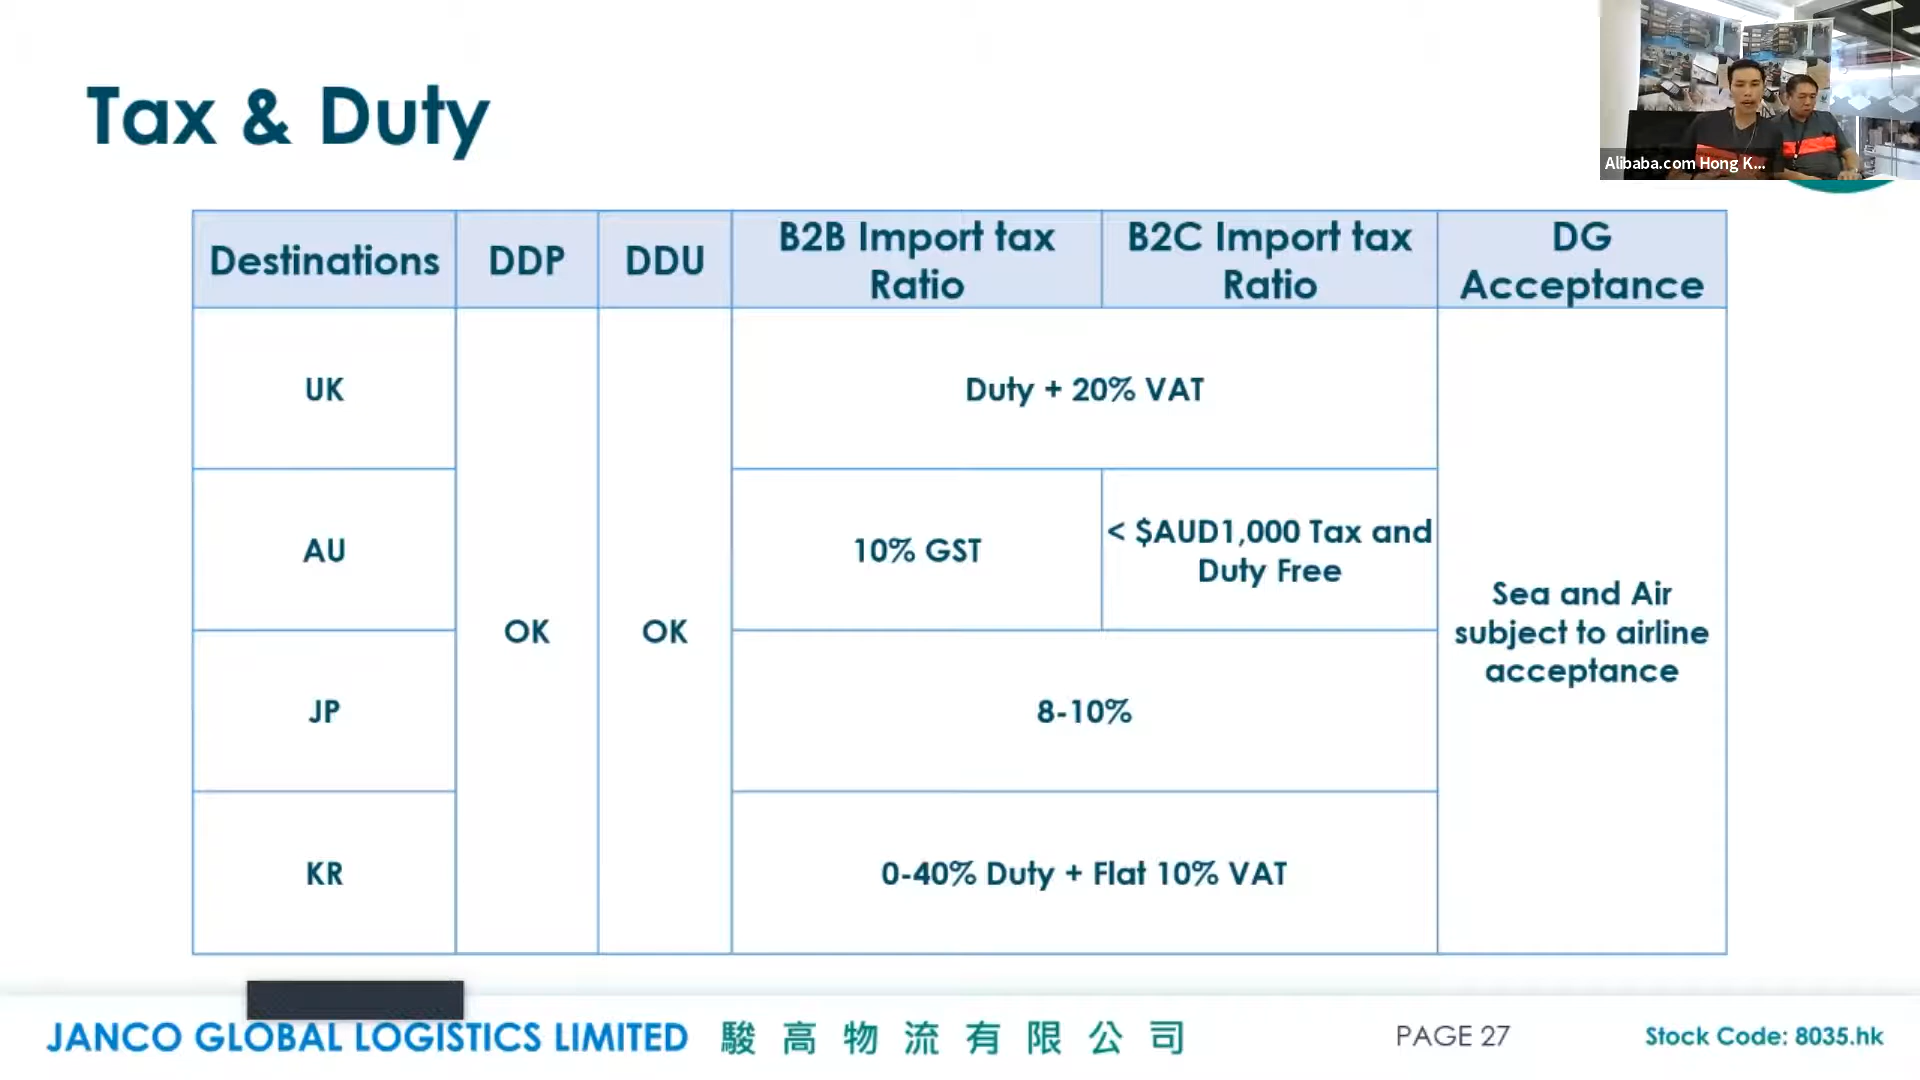 Tax & Duty
Alibaba.com Hong K...
Destinations
DDP
DDU
B2B Import tax
Ratio
B2C Import tax
Ratio
DG
Acceptance
UK
OK
OK
Duty + 20% VAT
Sea and Air
subject to airline
acceptance
AU
10% GST
< $AUD1,000 Tax and
Duty Free
JP
8-10%
KR
0-40% Duty + Flat 10% VAT
JANCO GLOBAL LOGISTICS LIMITED 駿高物流有限公司
PAGE 27
Stock Code: 8035.hk